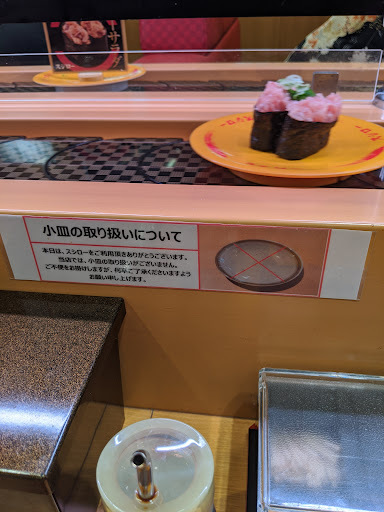 小皿の取り扱いについて
本日は、スシローをご利用頂きありがとうございます。
当店では、小皿の取り扱いがございません。
ご不便をお掛けしますが、何卒ご了承くださいますよう
お願い申し上げます。